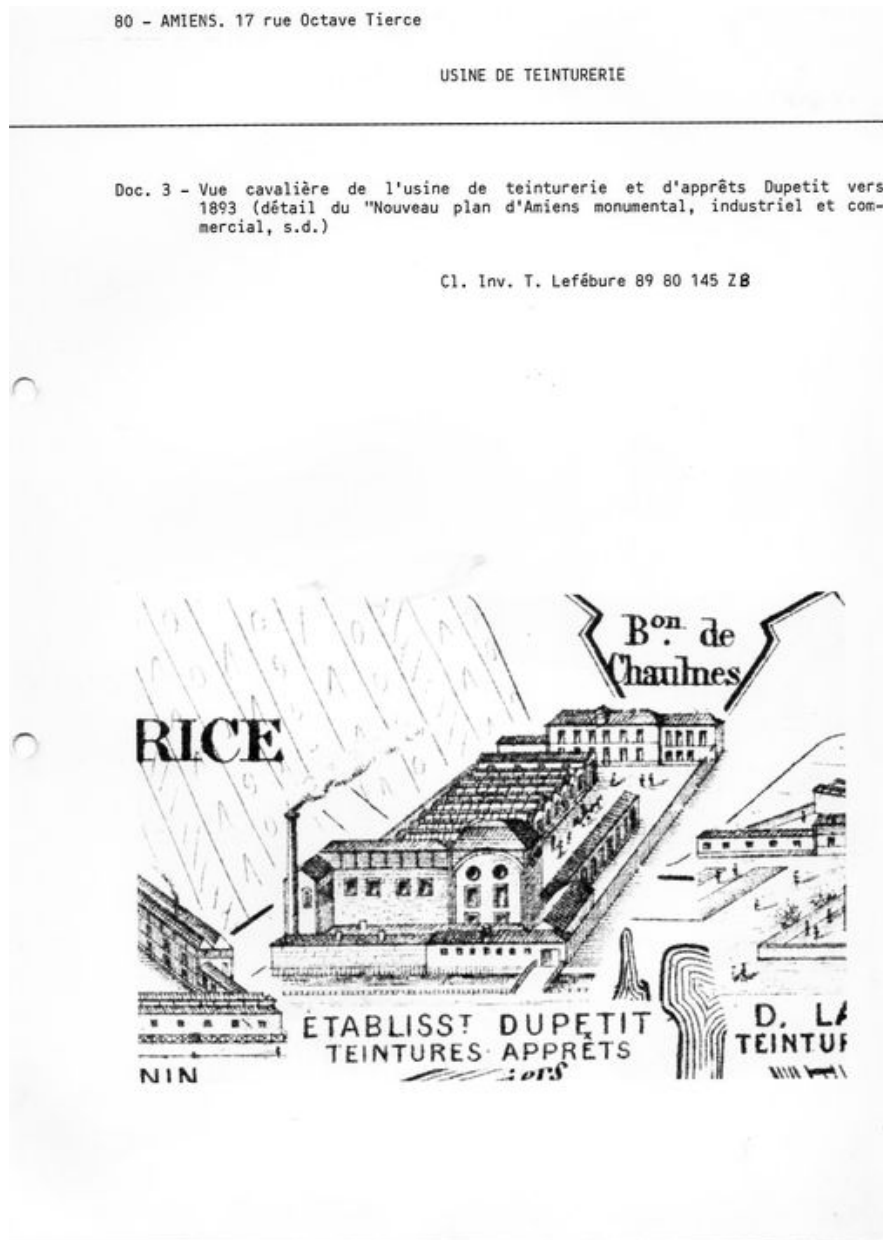 80 - AMIENS. 17 rue Octave Tierce
USINE DE TEINTURERIE
Doc. 3 - Vue cavalière de l'usine de teinturerie et d'apprêts Dupetit vers
1893 (détail du "Nouveau plan d'Amiens monumental, industriel et com-
mercial, s.d.)
Cl. Inv. T. Lefébure 89 80 145 ZB
Bon. de
Chaulnes
RICE
ETABLISST DUPETIT
TEINTURES APPRÊTS
D. LA
TEINTUR
NIN